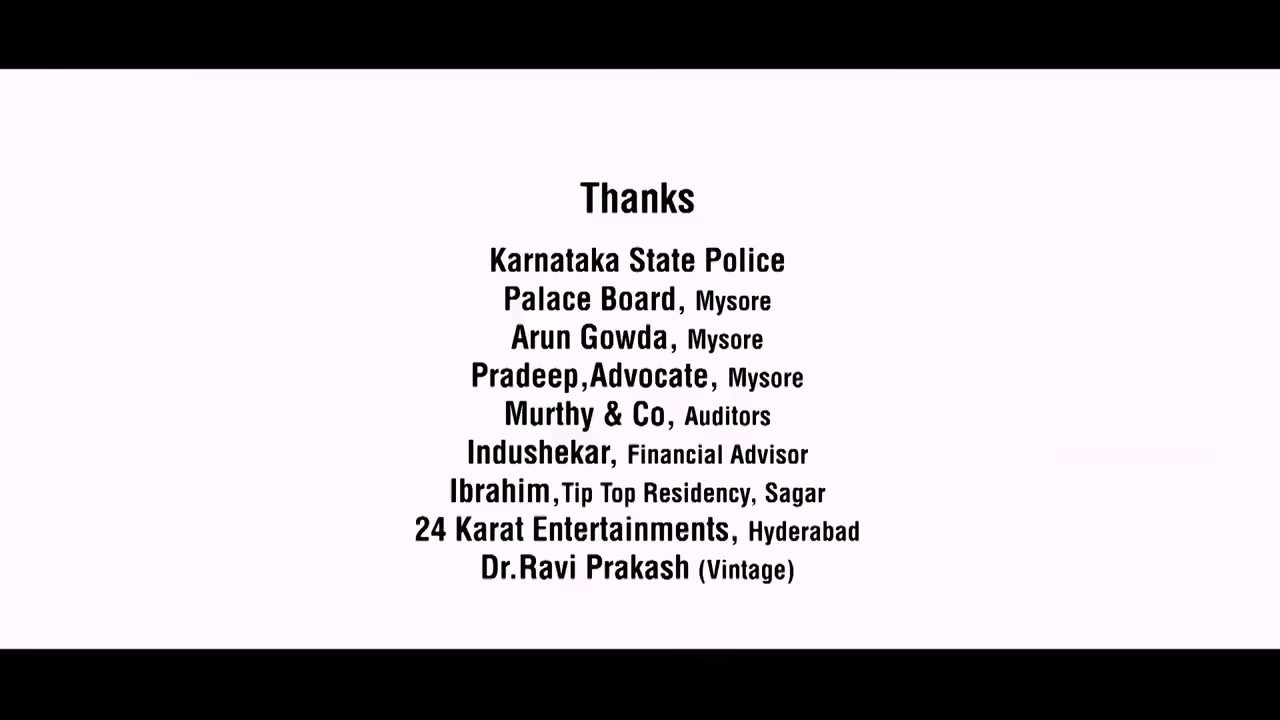 Thanks
Karnataka State Police
Palace Board, Mysore
Arun Gowda, Mysore
Pradeep,Advocate, Mysore
Murthy & Co, Auditors
Indushekar, Financial Advisor
Ibrahim,Tip Top Residency, Sagar
24 Karat Entertainments, Hyderabad
Dr.Ravi Prakash (Vintage)